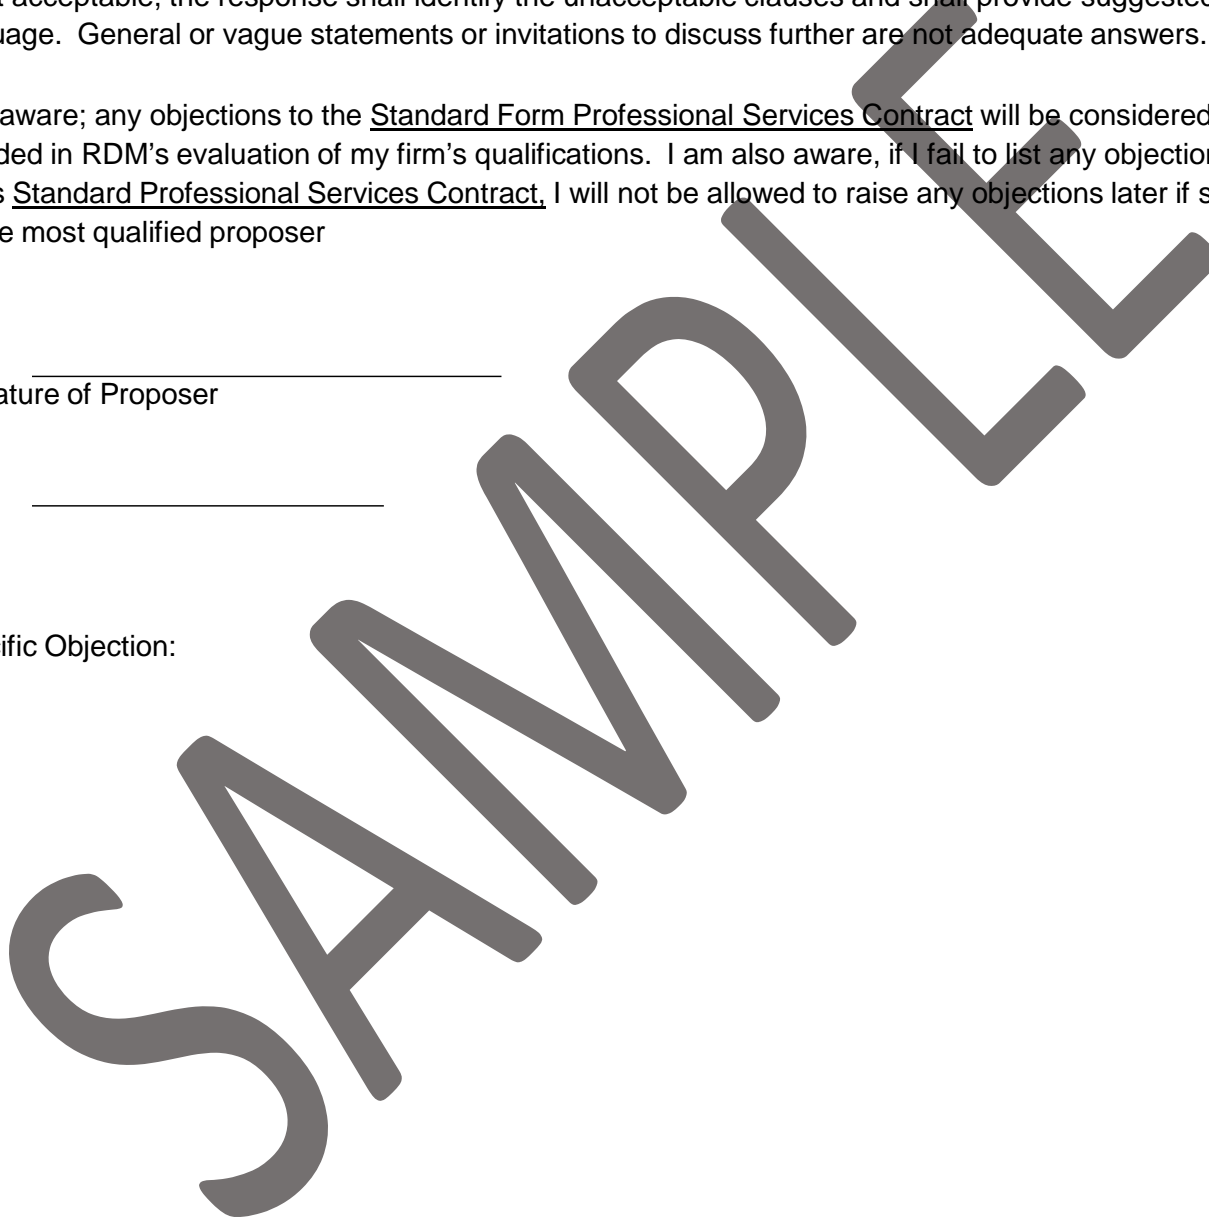 t acceptable, the response shall identify the unacceptable clauses and shall provide suggested
uage.  General or vague statements or invitations to discuss further are not adequate answers.
aware; any objections to the Standard Form Professional Services Contract will be considered
ded in RDM’s evaluation of my firm’s qualifications.  I am also aware, if I fail to list any objection
s Standard Professional Services Contract, I will not be allowed to raise any objections later if s
e most qualified proposer
ature of Proposer
ific Objection:
SAMPLE